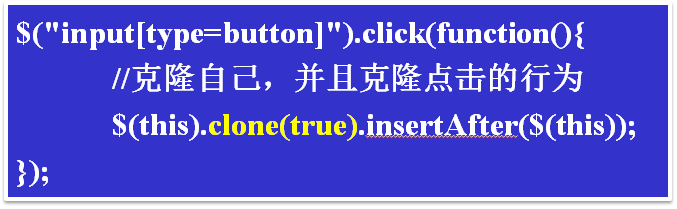 $("input[type=button]").click(function(){
//克隆自己，并且克隆点击的行为
$(this).clone(true).insertAfter($(this));
});